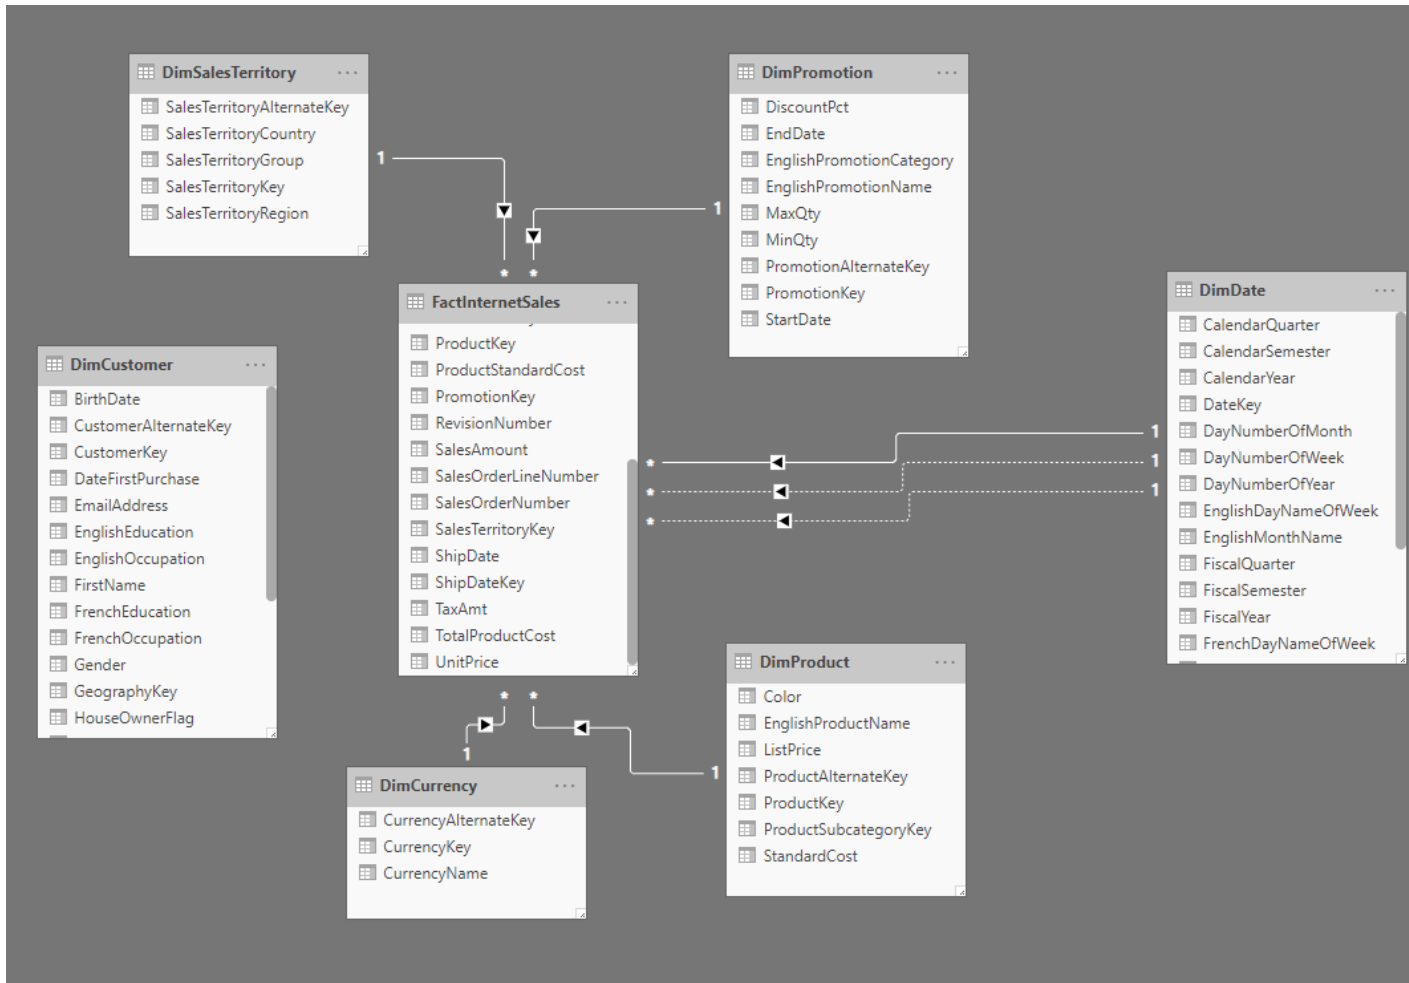 DimSalesTerritory
SalesTerritoryAlternateKey
SalesTerritoryCountry
SalesTerritoryGroup
SalesTerritoryKey
SalesTerritoryRegion
1
*
DimPromotion
DiscountPct
EndDate
EnglishPromotionCategory
EnglishPromotionName
MaxQty
MinQty
PromotionAlternateKey
PromotionKey
StartDate
1
*
FactInternetSales
ProductKey
ProductStandardCost
PromotionKey
RevisionNumber
SalesAmount
SalesOrderLineNumber
SalesOrderNumber
SalesTerritoryKey
ShipDate
ShipDateKey
TaxAmt
TotalProductCost
UnitPrice
DimCustomer
BirthDate
CustomerAlternateKey
CustomerKey
DateFirstPurchase
EmailAddress
EnglishEducation
EnglishOccupation
FirstName
FrenchEducation
FrenchOccupation
Gender
GeographyKey
HouseOwnerFlag
DimDate
CalendarQuarter
CalendarSemester
CalendarYear
DateKey
DayNumberOfMonth
DayNumberOfWeek
DayNumberOfYear
EnglishDayNameOfWeek
EnglishMonthName
FiscalQuarter
FiscalSemester
FiscalYear
FrenchDayNameOfWeek
* 1
* 1
* 1
DimCurrency
CurrencyAlternateKey
CurrencyKey
CurrencyName
*
1
DimProduct
Color
EnglishProductName
ListPrice
ProductAlternateKey
ProductKey
ProductSubcategoryKey
StandardCost
*
1